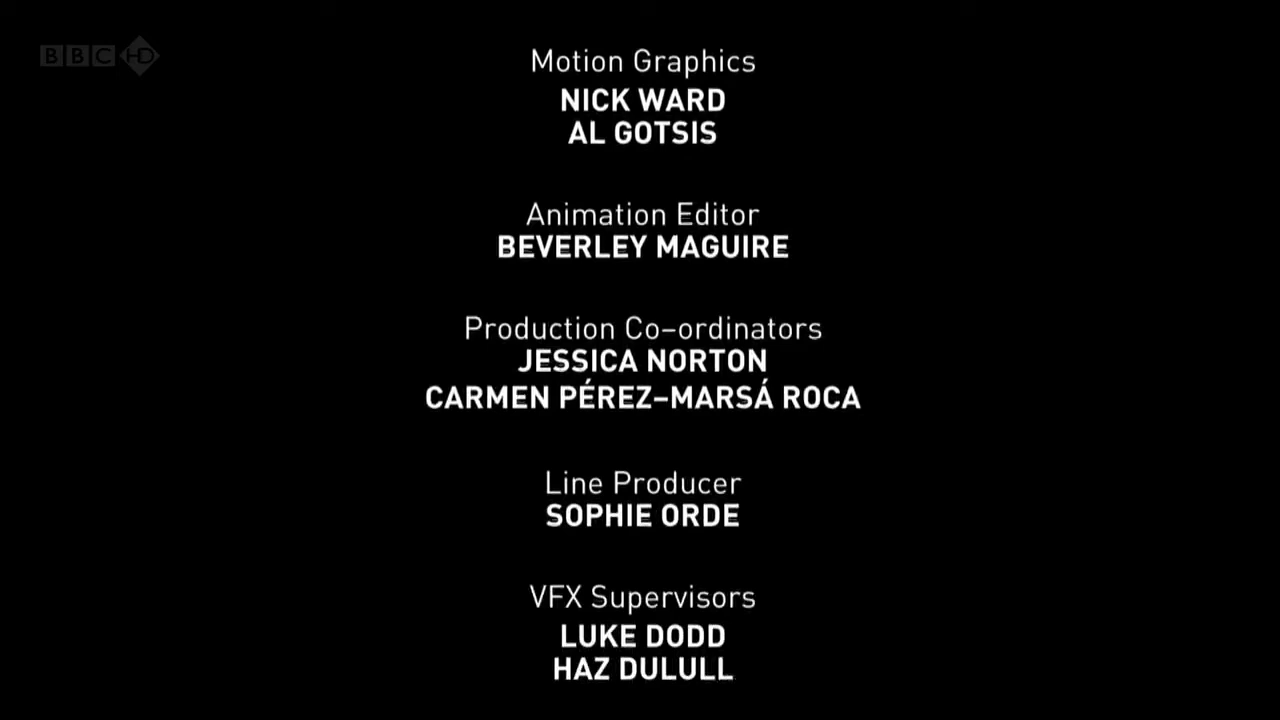 BBC HD
Motion Graphics
NICK WARD
AL GOTSIS
Animation Editor
BEVERLEY MAGUIRE
Production Co–ordinators
JESSICA NORTON
CARMEN PÉREZ–MARSÁ ROCA
Line Producer
SOPHIE ORDE
VFX Supervisors
LUKE DODD
HAZ DULULL